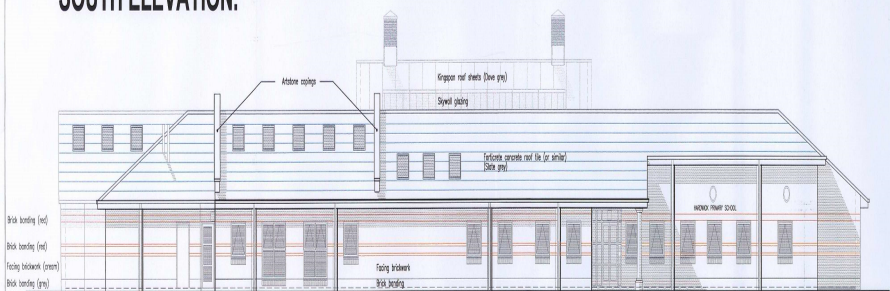 SOUTH ELEVATION.
Kingspan roof sheets (Dove grey)
Artstone copings
Skywall glazing
Forticrete concrete roof tile (or similar)
(Slate grey)
HARDWICK PRIMARY SCHOOL
Brick banding (red)
Brick banding (red)
Facing brickwork (cream)
Facing brickwork
Brick banding (grey)
Brick banding